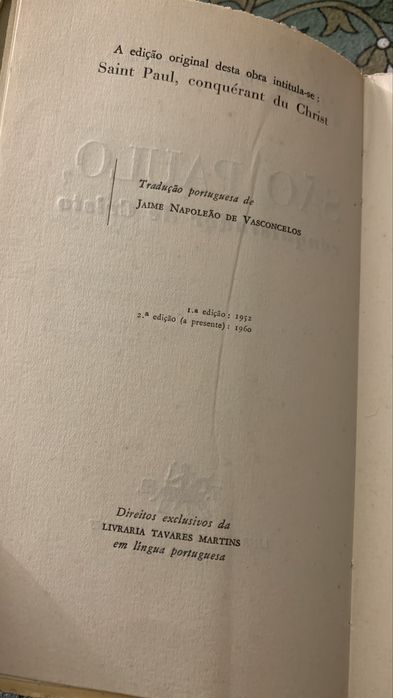 A edição original desta obra intitula-se:
Saint Paul, conquérant du Christ
Tradução portuguesa de
JAIME NAPOLEÃO DE VASCONCELOS
1.ª edição: 1952
2.ª edição (a presente): 1960
Direitos exclusivos da
LIVRARIA TAVARES MARTINS
em língua portuguesa